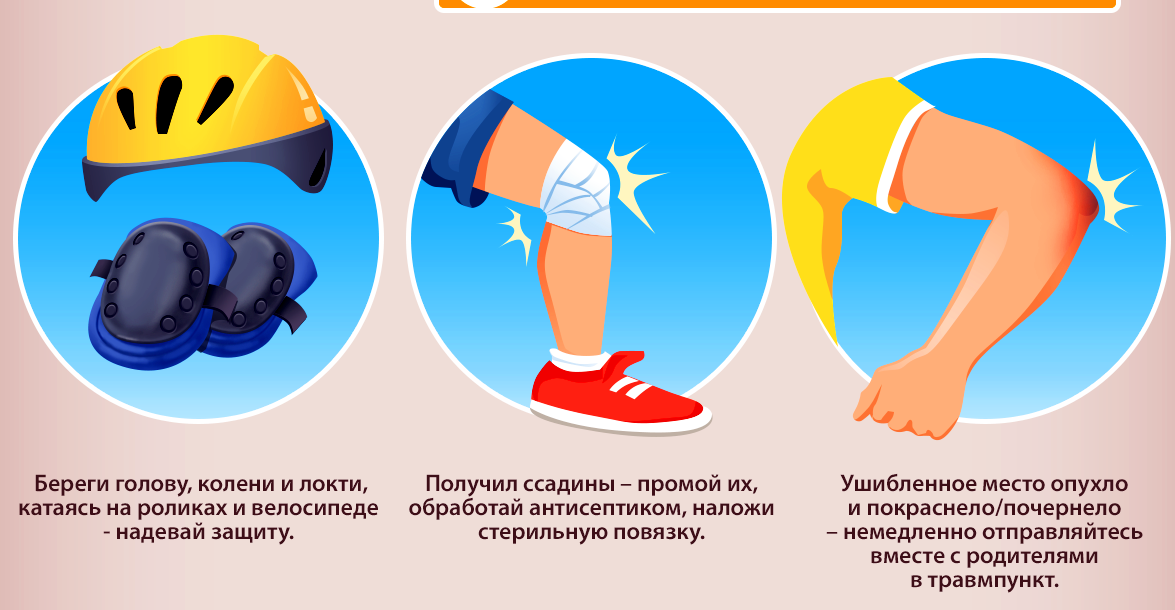 Береги голову, колени и локти,
катаясь на роликах и велосипеде
- надевай защиту.
Получил ссадины – промой их,
обработай антисептиком, наложи
стерильную повязку.
Ушибленное место опухло
и покраснело/почернело
– немедленно отправляйтесь
вместе с родителями
в травмпункт.